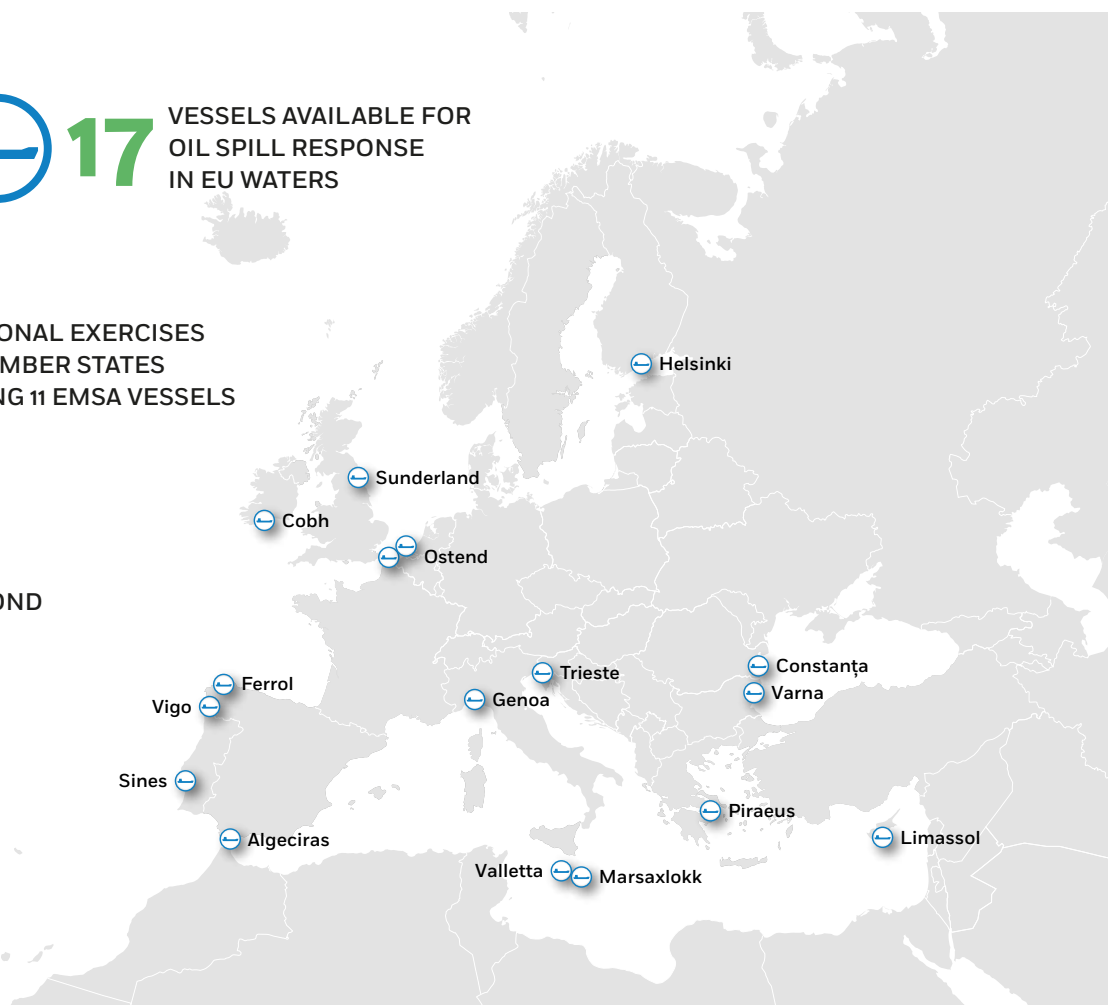 17
VESSELS AVAILABLE FOR
OIL SPILL RESPONSE
IN EU WATERS
ONAL EXERCISES
MBER STATES
NG 11 EMSA VESSELS
OND
Helsinki
Sunderland
Cobh
Ostend
Constanța
Varna
Trieste
Genoa
Ferrol
Vigo
Sines
Algeciras
Piraeus
Limassol
Valletta
Marsaxlokk